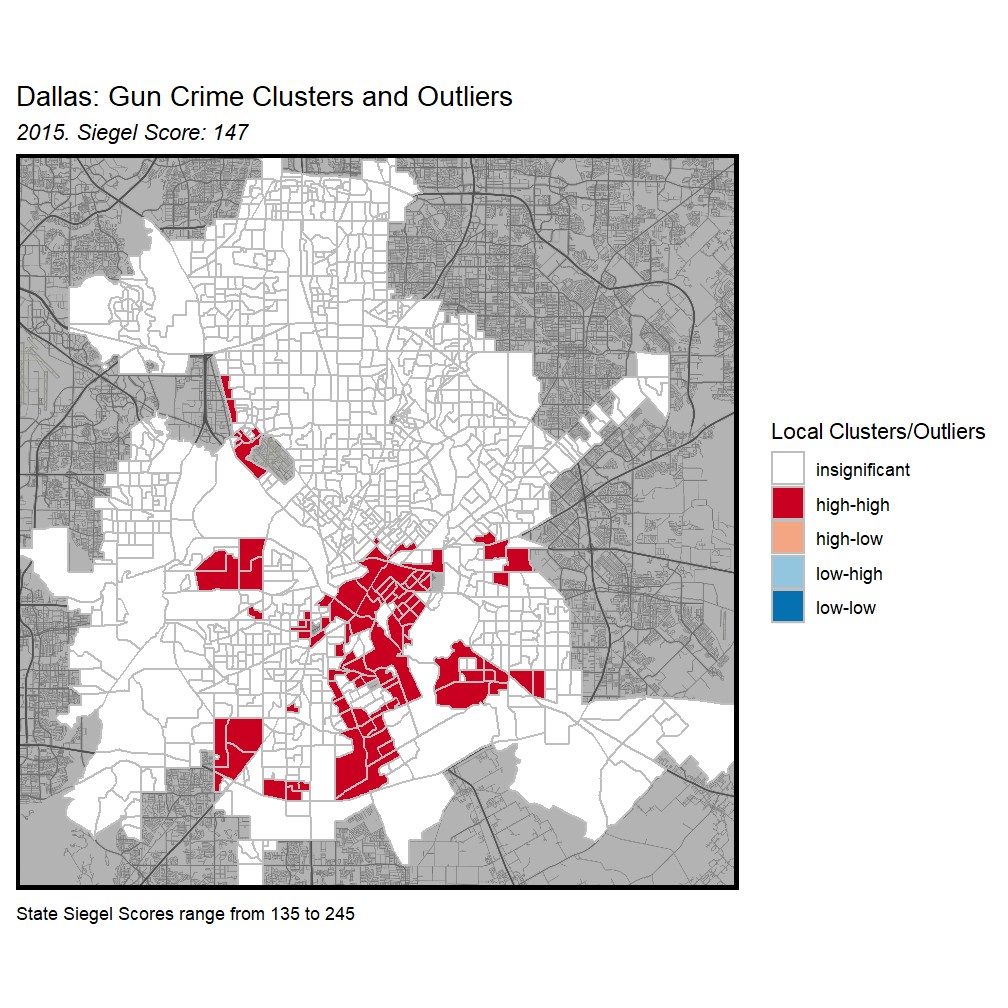 Dallas: Gun Crime Clusters and Outliers
2015. Siegel Score: 147
Local Clusters/Outliers
insignificant
high-high
high-low
low-high
low-low
State Siegel Scores range from 135 to 245